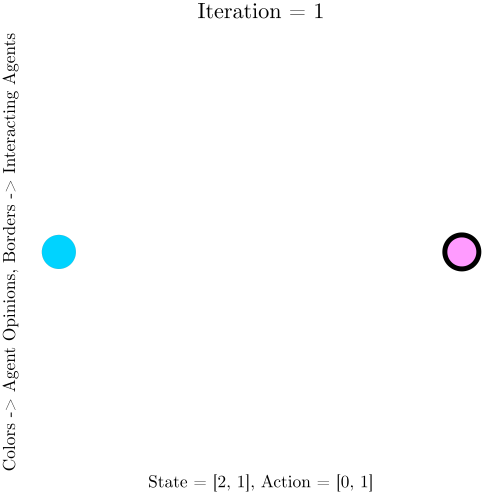 Iteration = 1
Colors -> Agent Opinions, Borders -> Interacting Agents
State = [2, 1], Action = [0, 1]